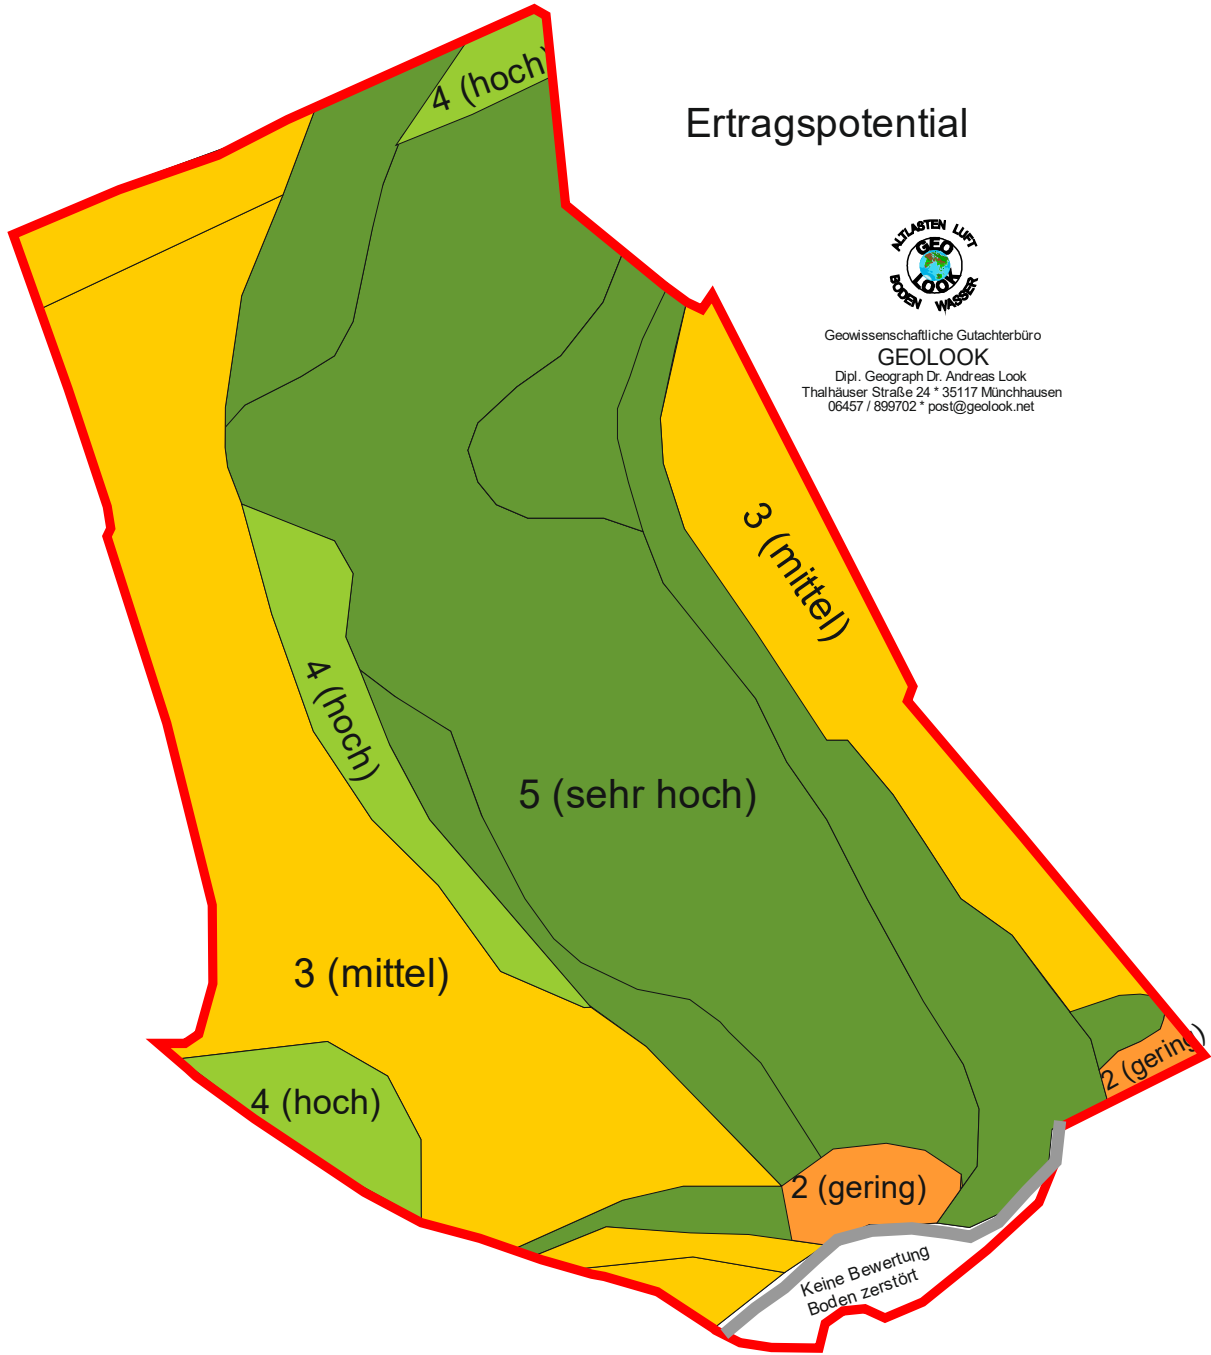 4 (hoch)
Ertragspotential
ALTLASTEN LUFT
GEO
LOOK
BODEN WASSER
Geowissenschaftliche Gutachterbüro
GEOLOOK
Dipl. Geograph Dr. Andreas Look
Thalhäuser Straße 24 * 35117 Münchhausen
06457 / 899702 * post@geolook.net
3 (mittel)
4 (hoch)
5 (sehr hoch)
3 (mittel)
2 (gering)
4 (hoch)
2 (gering)
Keine Bewertung
Boden zerstört